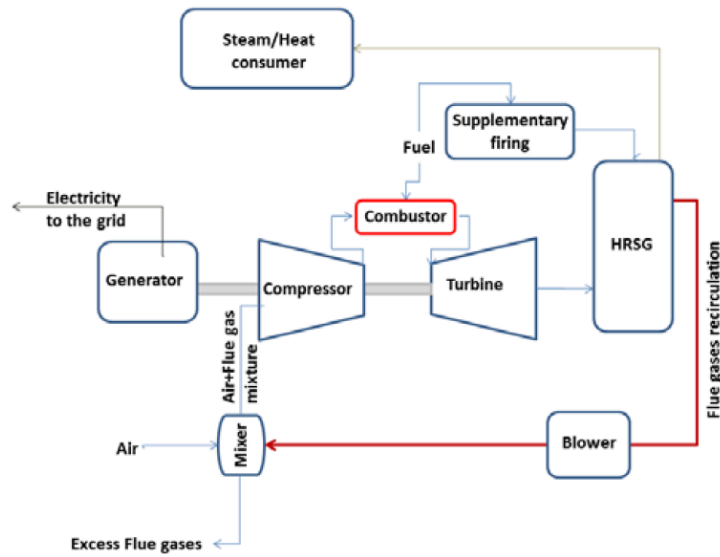 Steam/Heat
consumer
Supplementary
firing
Fuel
Electricity
to the grid
Combustor
HRSG
Generator
Compressor
Turbine
Flue gases recirculation
Air+Flue gas
mixture
Air
Mixer
Blower
Excess Flue gases